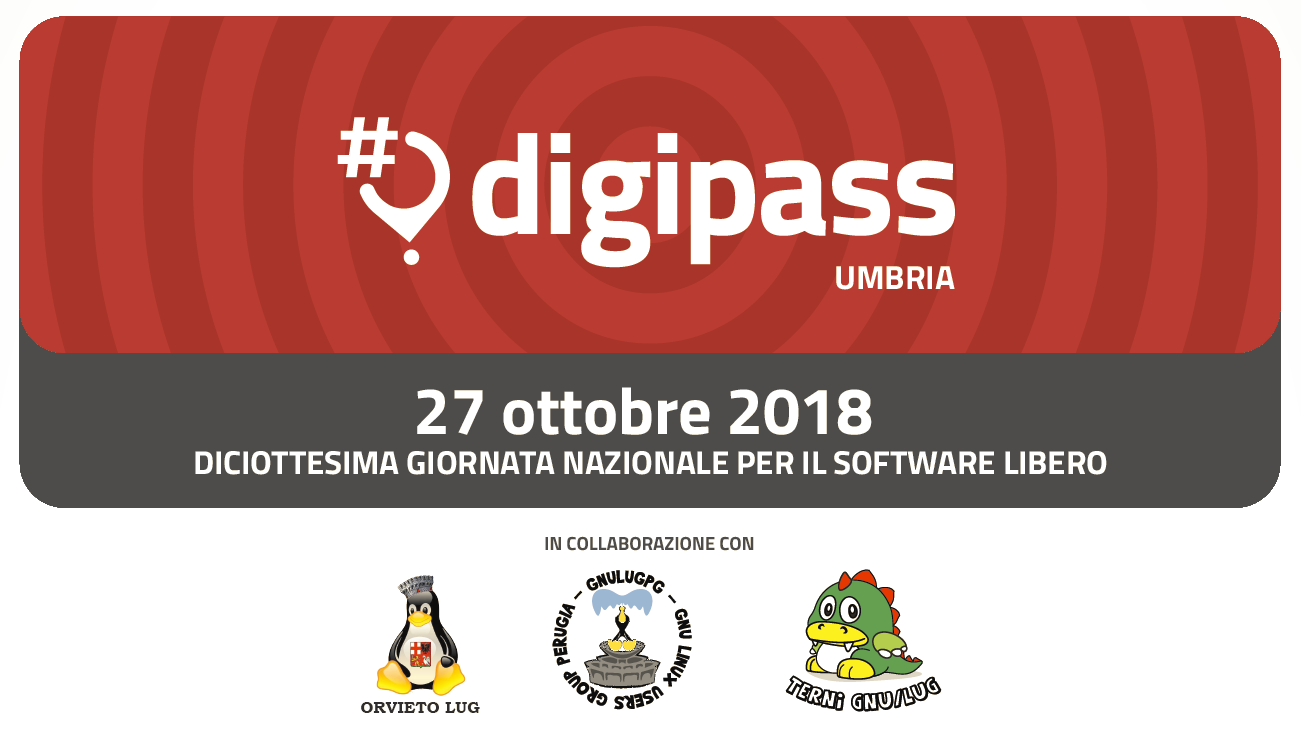 #digipass
UMBRIA
27 ottobre 2018
DICIOTTESIMA GIORNATA NAZIONALE PER IL SOFTWARE LIBERO
IN COLLABORAZIONE CON
ORVIETO LUG
GNULUGPG - GNU LINUX USERS GROUP PERUGIA -
TERNi GNU/LUG